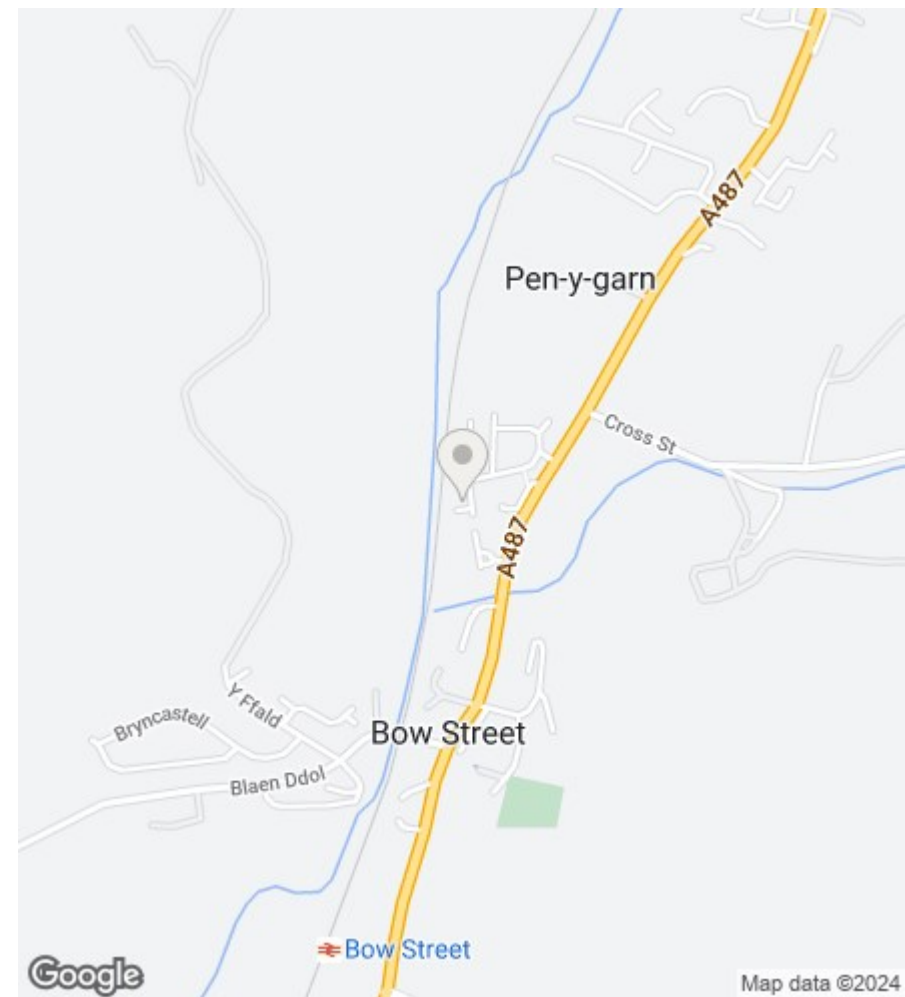 A487
Pen-y-garn
Cross St
A487
Y Ffald
Bryncastell
Bow Street
Blaen Ddol
Bow Street
Google
Map data ©2024